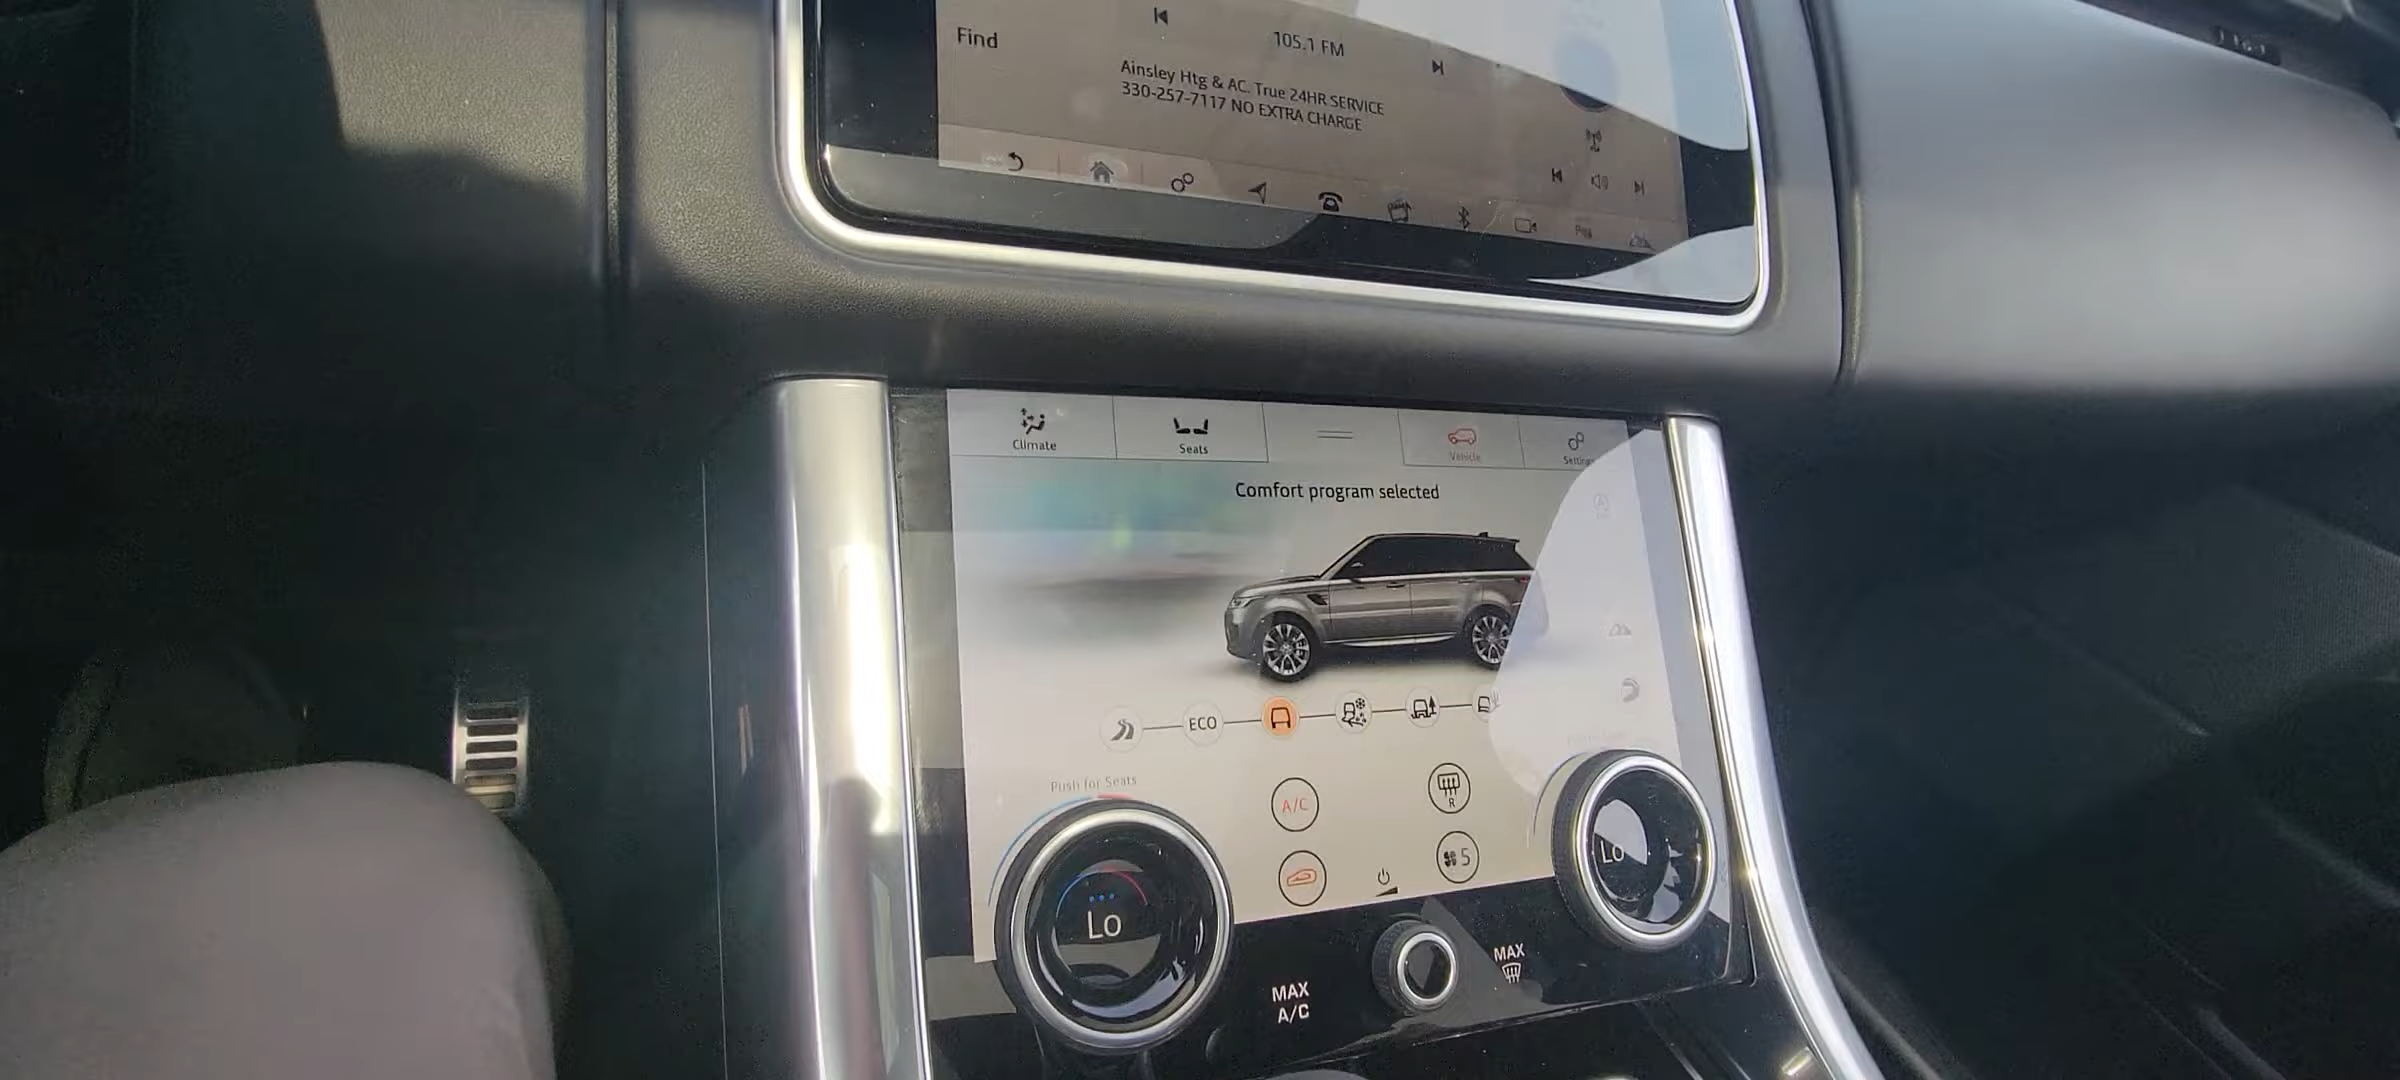 Find
105.1 FM
Ainsley Htg & AC. True 24HR SERVICE
330-257-7117 NO EXTRA CHARGE
Climate
Seats
Vehicle
Settings
Comfort program selected
ECO
Push for Seats
A/C
R
5
Lo
Lo
MAX
A/C
MAX